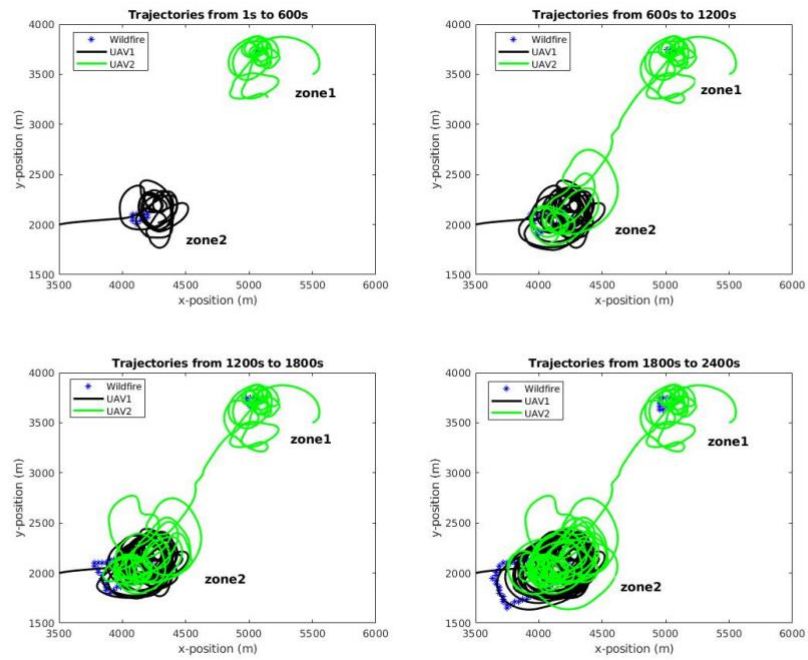 Trajectories from 1s to 600s
4000
3500
3000
2500
2000
1500
y-position (m)
Wildfire
UAV1
UAV2
zone1
zone2
3500 4000 4500 5000 5500 6000
x-position (m)
Trajectories from 600s to 1200s
4000
3500
3000
2500
2000
1500
y-position (m)
Wildfire
UAV1
UAV2
zone1
zone2
3500 4000 4500 5000 5500 6000
x-position (m)
Trajectories from 1200s to 1800s
4000
3500
3000
2500
2000
1500
y-position (m)
Wildfire
UAV1
UAV2
zone1
zone2
3500 4000 4500 5000 5500 6000
x-position (m)
Trajectories from 1800s to 2400s
4000
3500
3000
2500
2000
1500
y-position (m)
Wildfire
UAV1
UAV2
zone1
zone2
3500 4000 4500 5000 5500 6000
x-position (m)